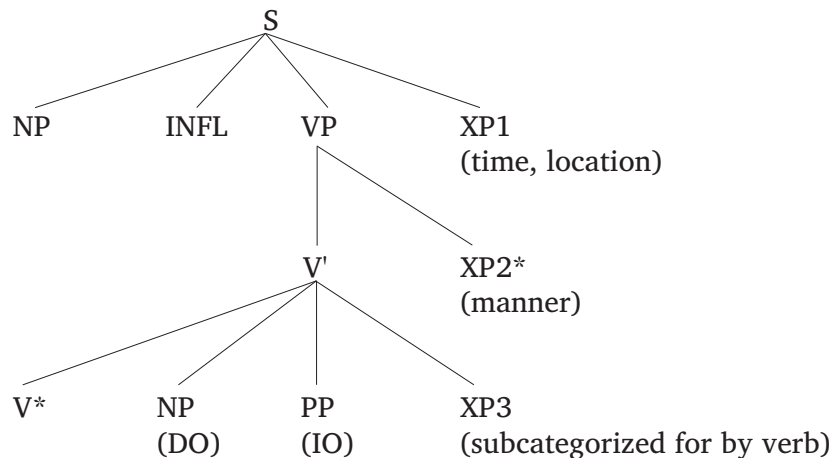 S
NP INFL VP XP1
(time, location)
V' XP2*
(manner)
V* NP PP XP3
(DO) (IO) (subcategorized for by verb)